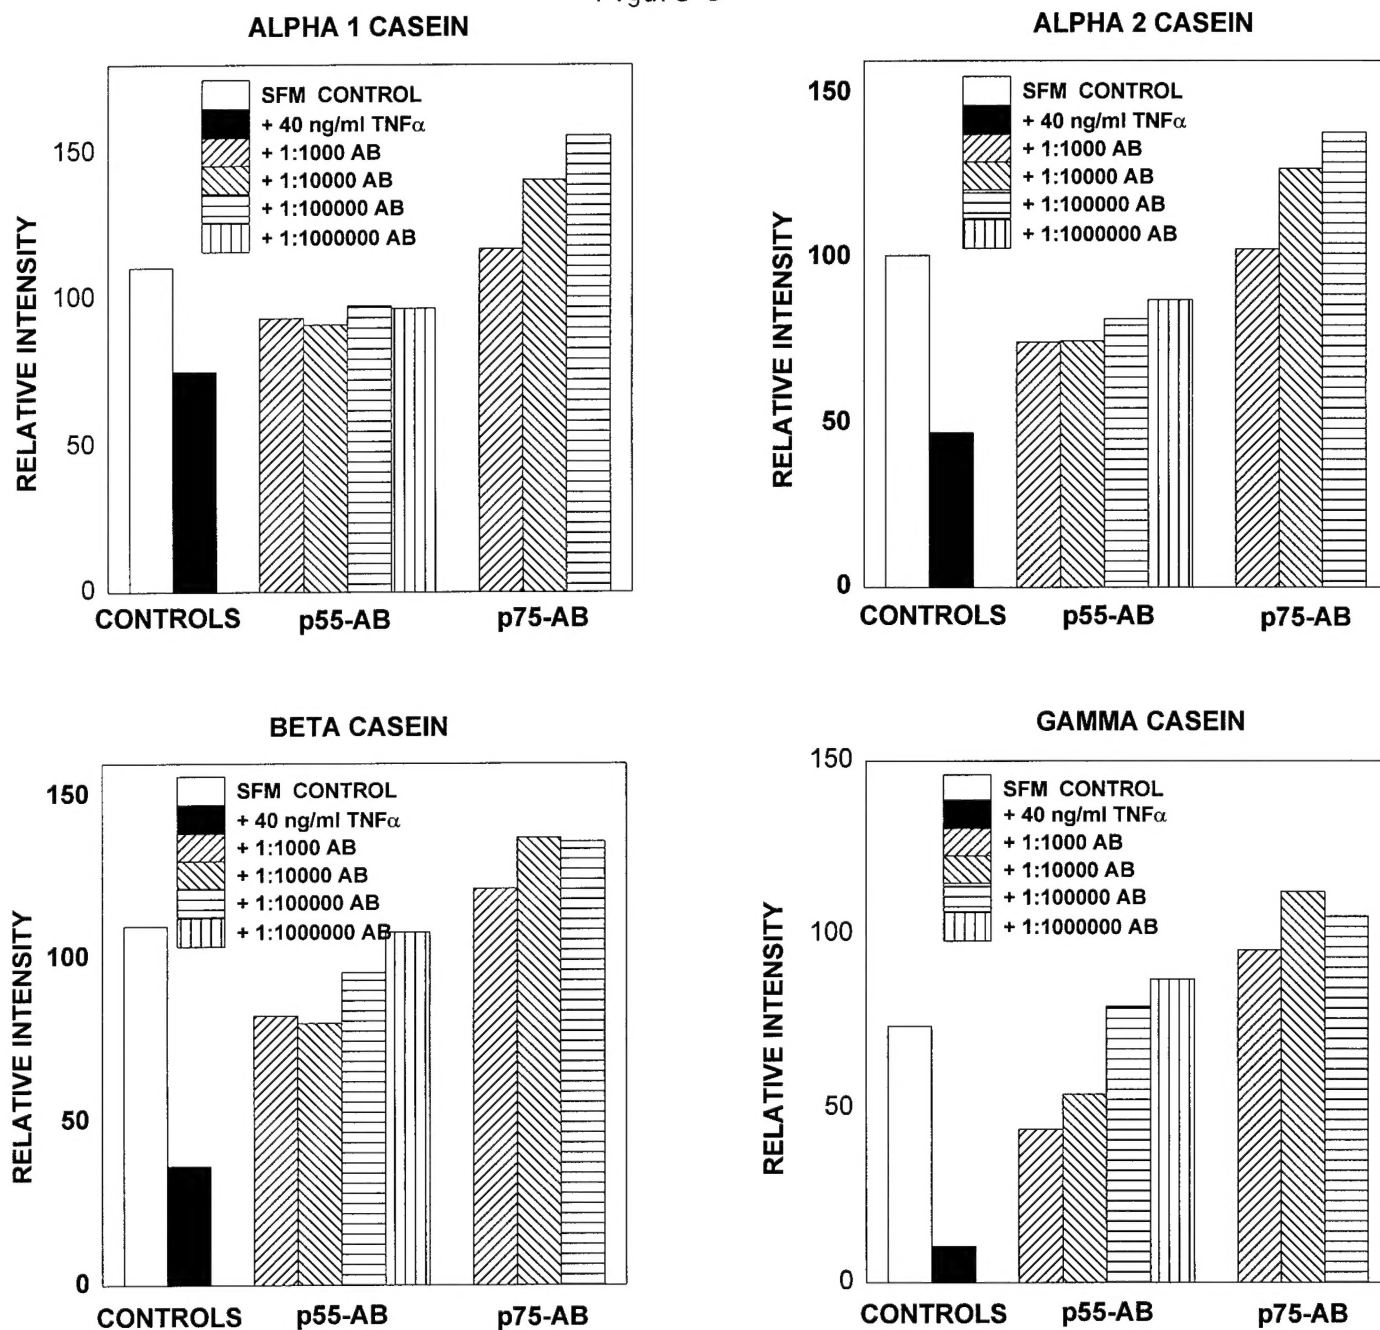 ALPHA 1 CASEIN
RELATIVE INTENSITY
150
100
50
0
SFM CONTROL
+ 40 ng/ml TNFα
+ 1:1000 AB
+ 1:10000 AB
+ 1:100000 AB
+ 1:1000000 AB
CONTROLS p55-AB p75-AB
ALPHA 2 CASEIN
RELATIVE INTENSITY
150
100
50
0
SFM CONTROL
+ 40 ng/ml TNFα
+ 1:1000 AB
+ 1:10000 AB
+ 1:100000 AB
+ 1:1000000 AB
CONTROLS p55-AB p75-AB
BETA CASEIN
RELATIVE INTENSITY
150
100
50
0
SFM CONTROL
+ 40 ng/ml TNFα
+ 1:1000 AB
+ 1:10000 AB
+ 1:100000 AB
+ 1:1000000 AB
CONTROLS p55-AB p75-AB
GAMMA CASEIN
RELATIVE INTENSITY
150
100
50
0
SFM CONTROL
+ 40 ng/ml TNFα
+ 1:1000 AB
+ 1:10000 AB
+ 1:100000 AB
+ 1:1000000 AB
CONTROLS p55-AB p75-AB